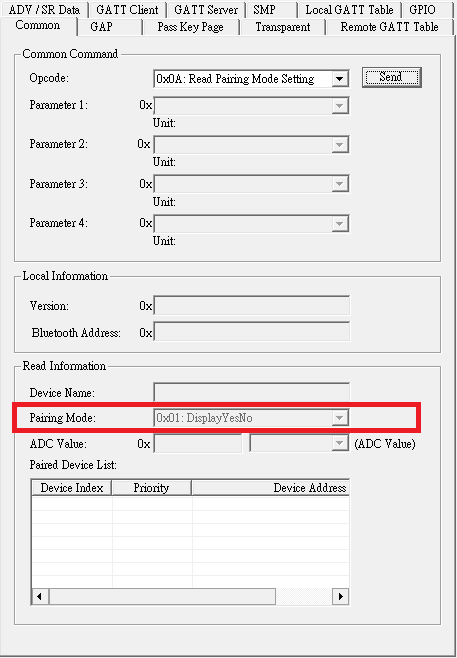 ADV / SR Data GATT Client GATT Server SMP Local GATT Table GPIO
Common GAP Pass Key Page Transparent Remote GATT Table
Common Command
Opcode: 0x0A: Read Pairing Mode Setting Send
Parameter 1: 0x
Unit:
Parameter 2: 0x
Unit:
Parameter 3: 0x
Unit:
Parameter 4: 0x
Unit:
Local Information
Version: 0x
Bluetooth Address: 0x
Read Information
Device Name:
Pairing Mode: 0x01: DisplayYesNo
ADC Value: 0x (ADC Value)
Paired Device List:
Device Index Priority Device Address